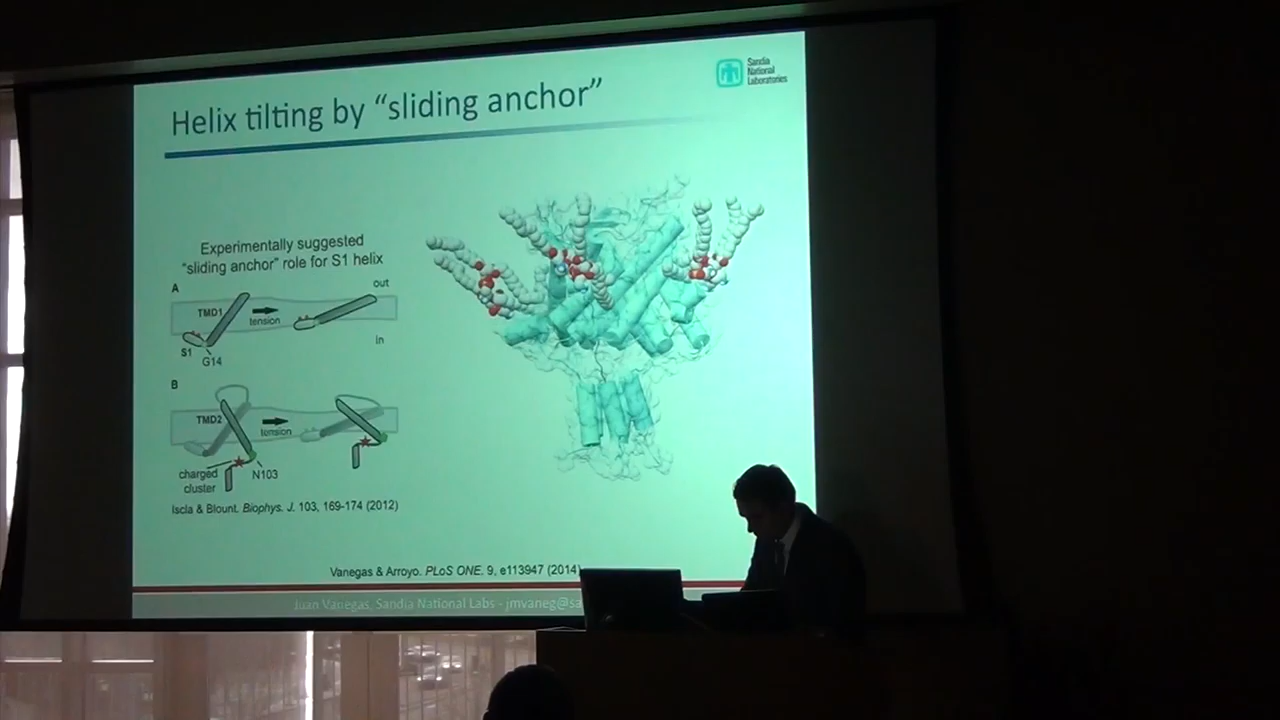 Sandia
National
Laboratories
Helix tilting by “sliding anchor”
Experimentally suggested
“sliding anchor” role for S1 helix
A
out
TMD1
tension
In
S1
G14
B
TMD2
tension
charged
cluster
N103
Iscla & Blount. Biophys. J. 103, 169-174 (2012)
Vanegas & Arroyo. PLoS ONE. 9, e113947 (2014)
Juan Vanegas, Sandia National Labs - jmvaneg@sa